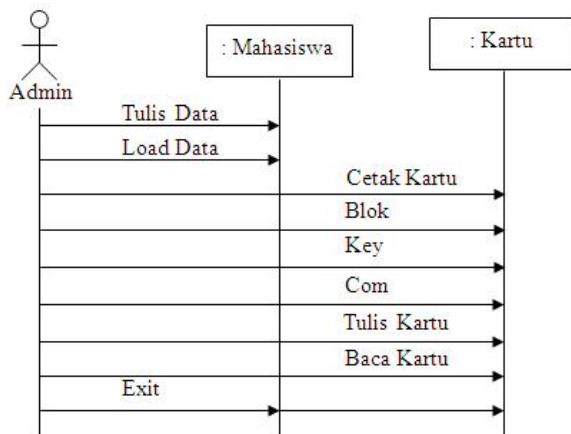 : Mahasiswa
: Kartu
Admin
Tulis Data
Load Data
Cetak Kartu
Blok
Key
Com
Tulis Kartu
Baca Kartu
Exit